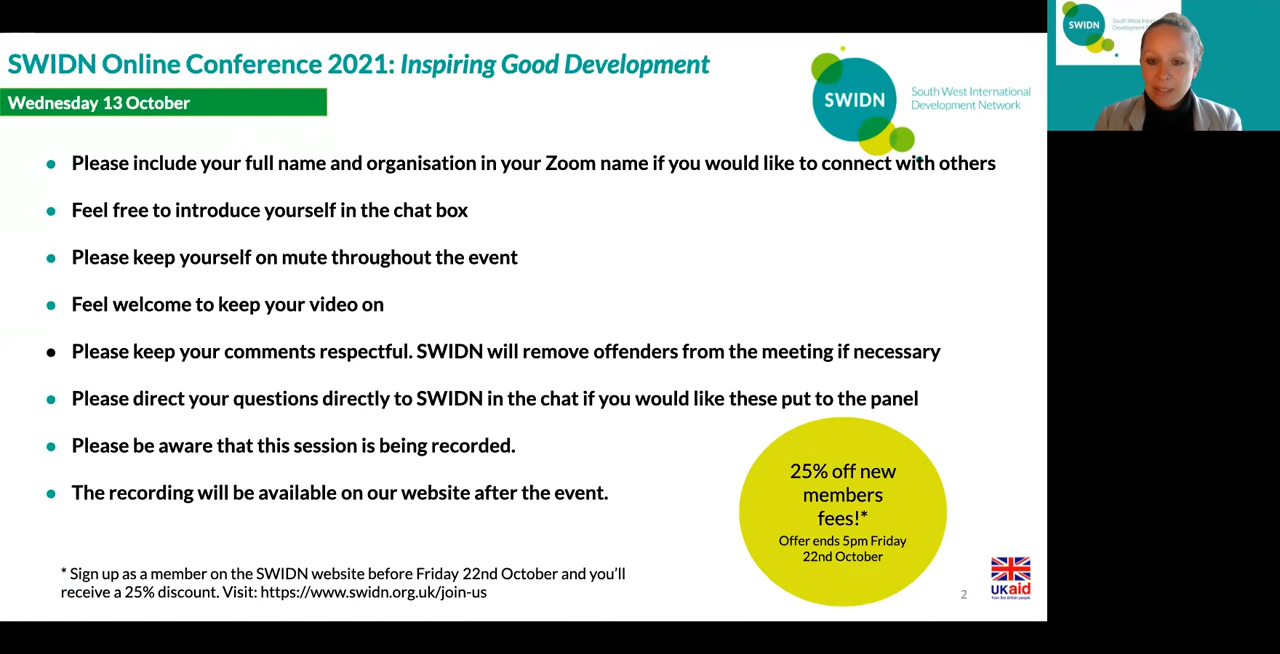 SWIDN Online Conference 2021: Inspiring Good Development
Wednesday 13 October
SWIDN
South West International
Development Network
Please include your full name and organisation in your Zoom name if you would like to connect with others
Feel free to introduce yourself in the chat box
Please keep yourself on mute throughout the event
Feel welcome to keep your video on
Please keep your comments respectful. SWIDN will remove offenders from the meeting if necessary
Please direct your questions directly to SWIDN in the chat if you would like these put to the panel
Please be aware that this session is being recorded.
The recording will be available on our website after the event.
25% off new
members
fees!*
Offer ends 5pm Friday
22nd October
* Sign up as a member on the SWIDN website before Friday 22nd October and you'll
receive a 25% discount. Visit: https://www.swidn.org.uk/join-us
2
UKaid
from the British people
SWIDN
South West
Development